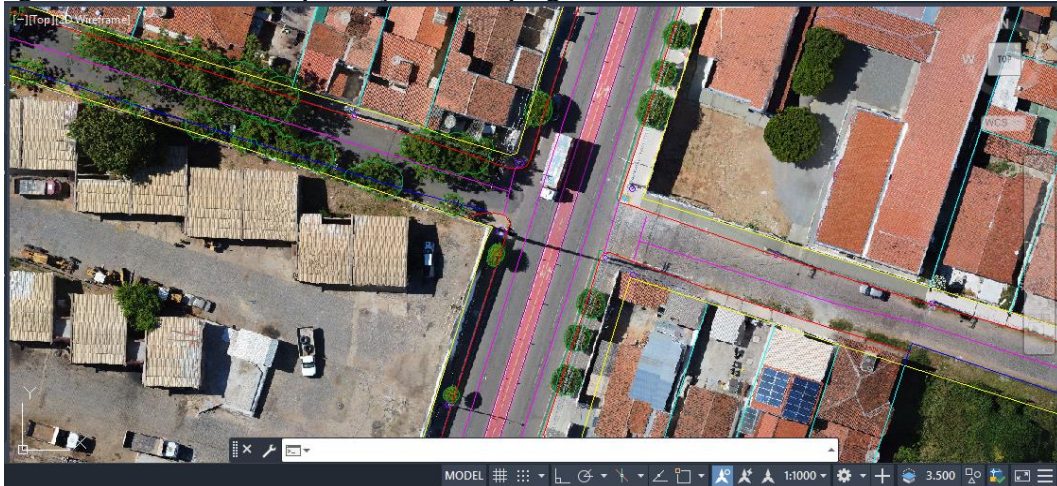 [−][Top][2D Wireframe]
W
TOP
WCS
Y
X
MODEL
1:1000
3.500